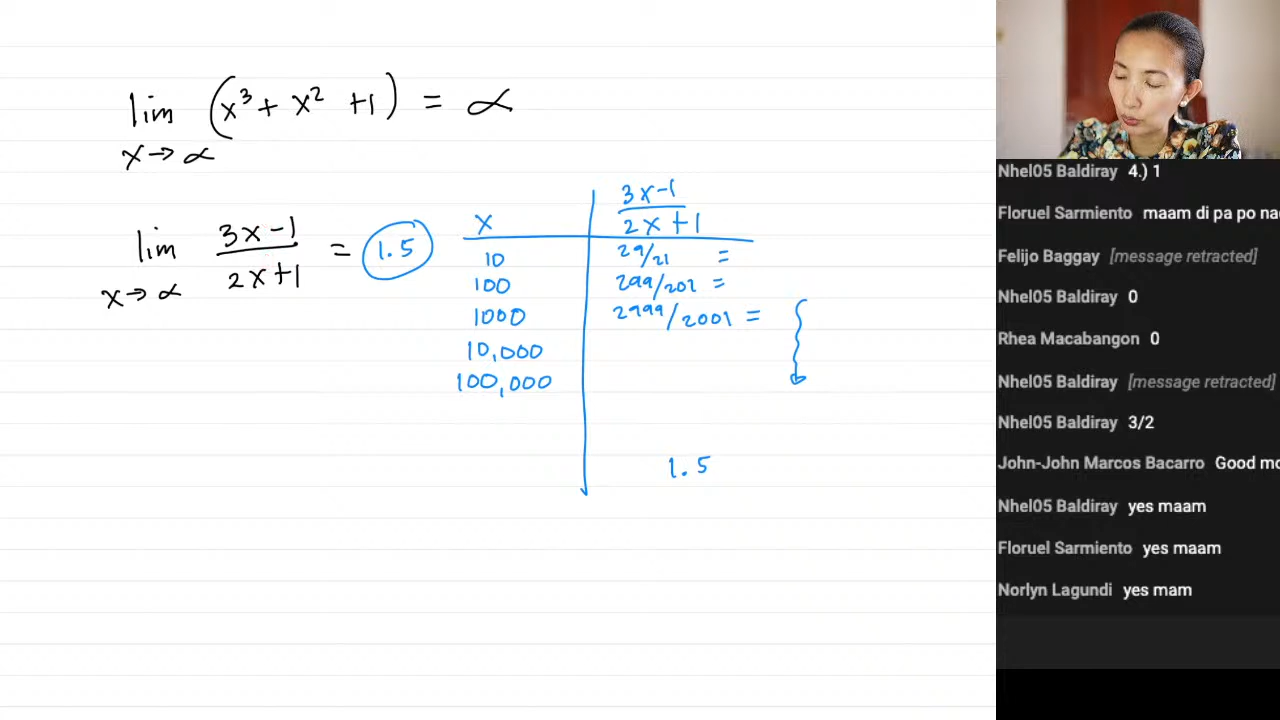 lim (x³ + x² + 1) = ∝
x → ∝
lim 3x-1/2x+1 = 1.5
x → ∝
x 3x-1/2x+1
10 29/21 =
100 299/201 =
1000 2999/2001 =
10,000
100,000
1.5
Nhel05 Baldiray 4.) 1
Floruel Sarmiento maam di pa po na
Felijo Baggay [message retracted]
Nhel05 Baldiray 0
Rhea Macabangon 0
Nhel05 Baldiray [message retracted]
Nhel05 Baldiray 3/2
John-John Marcos Bacarro Good mo
Nhel05 Baldiray yes maam
Floruel Sarmiento yes maam
Norlyn Lagundi yes mam